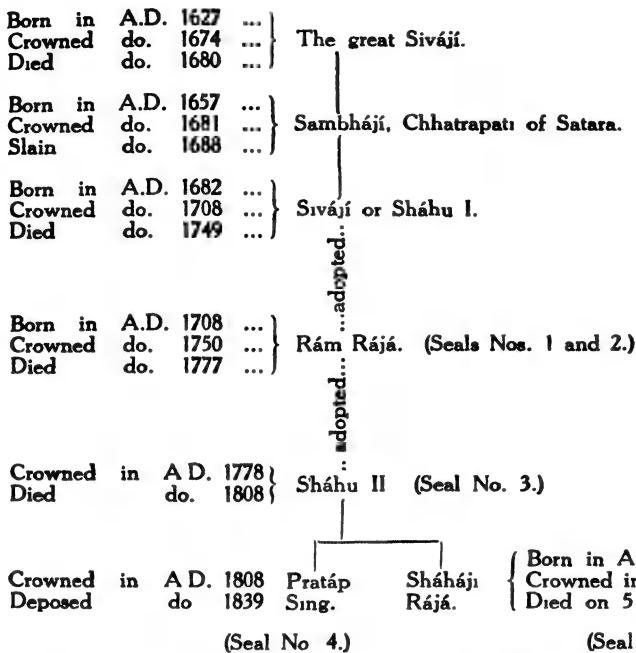 Born in A.D. 1627 ...
Crowned do. 1674 ... } The great Sivájí.
Died do. 1680 ...
Born in A.D. 1657 ...
Crowned do. 1681 ... } Sambhájí, Chhatrapati of Satara.
Slain do. 1688 ...
Born in A.D. 1682 ...
Crowned do. 1708 ... } Sivájí or Sháhu I.
Died do. 1749 ...
...adopted...
Born in A.D. 1708 ...
Crowned do. 1750 ... } Rám Rájá. (Seals Nos. 1 and 2.)
Died do. 1777 ...
... adopted...
Crowned in A D. 1778 } Sháhu II (Seal No. 3.)
Died do. 1808
Born in A
Crowned in A D. 1808 Pratáp Sháháji { Crowned in
Deposed do 1839 Sing. Rájá. Died on 5
(Seal No 4.) (Seal